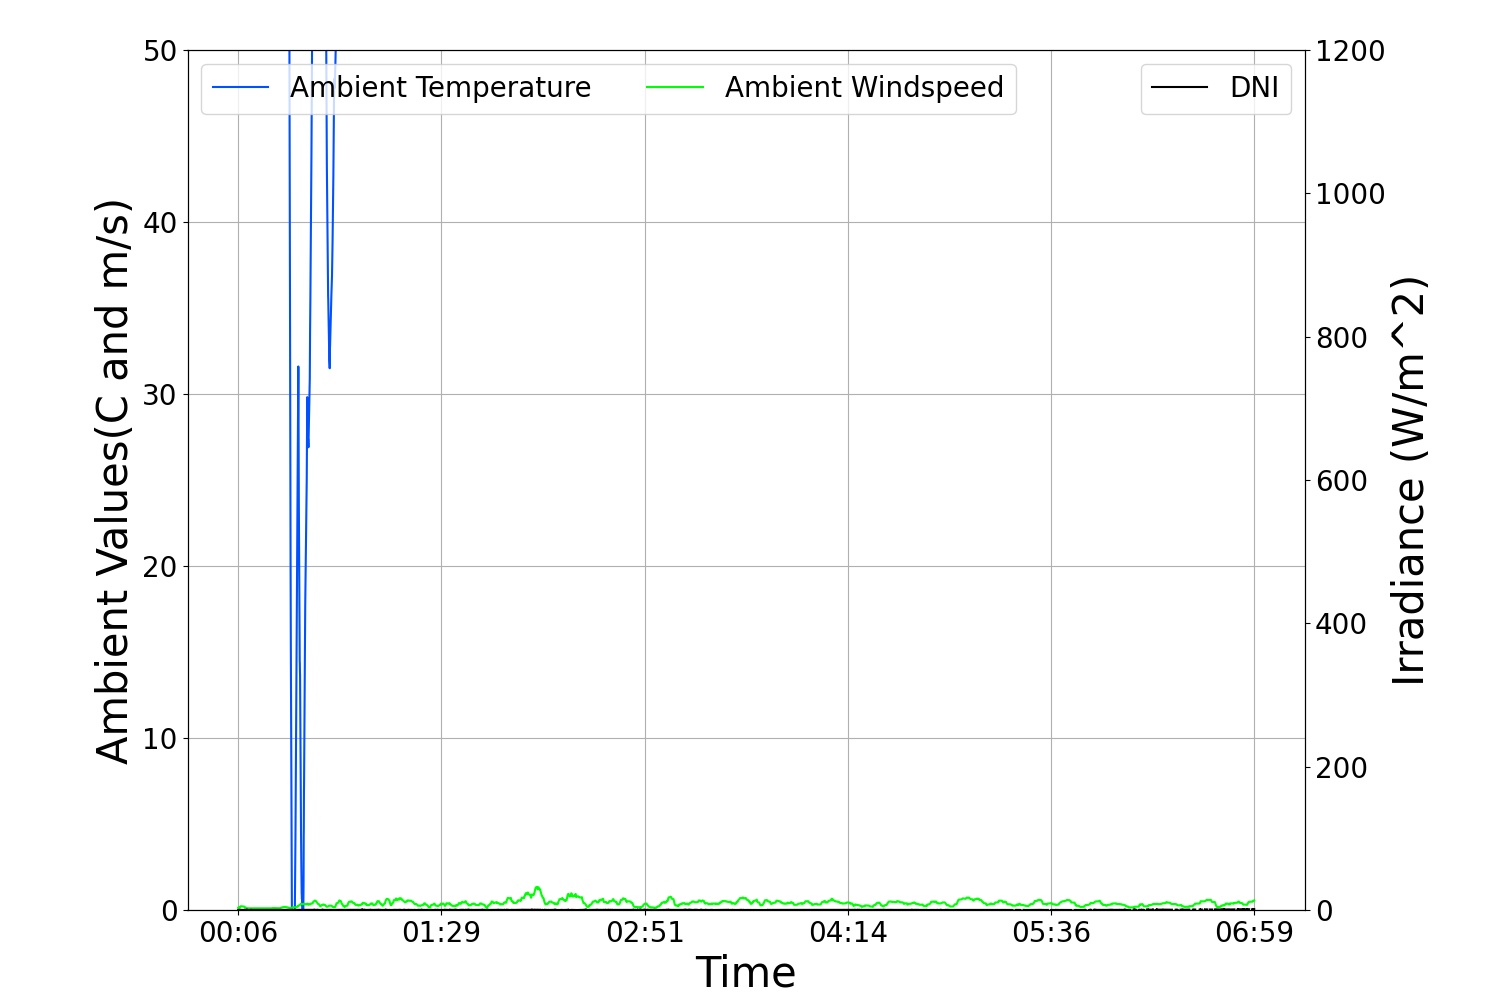 Ambient Temperature
Ambient Windspeed
DNI
Ambient Values(C and m/s)
50
40
30
20
10
0
1200
1000
800
600
400
200
0
Irradiance (W/m^2)
00:06 01:29 02:51 04:14 05:36 06:59
Time